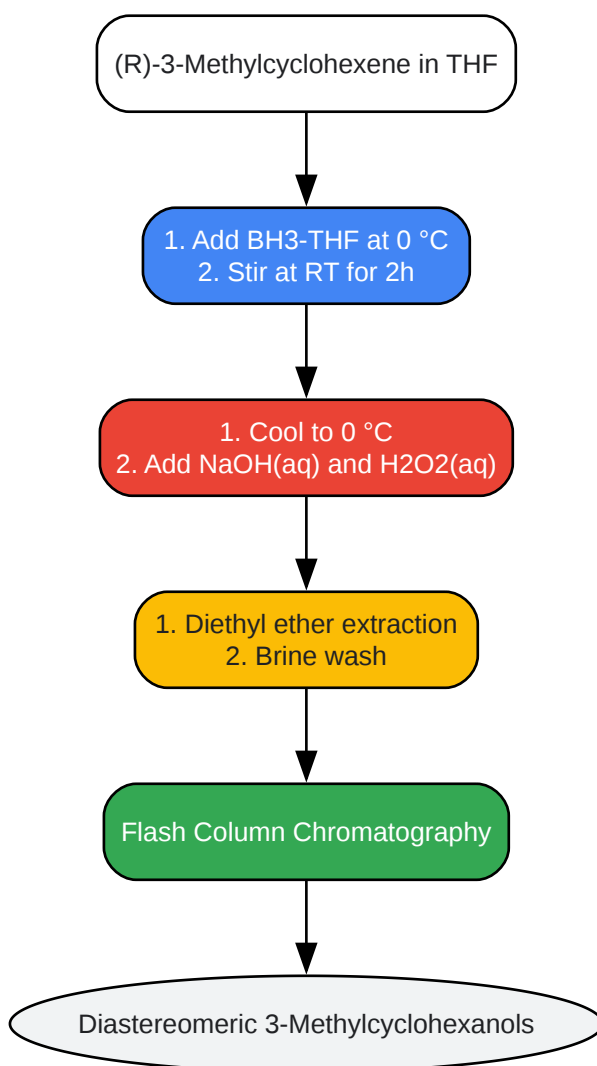 (R)-3-Methylcyclohexene in THF
1. Add BH3-THF at 0 °C
2. Stir at RT for 2h
1. Cool to 0 °C
2. Add NaOH(aq) and H2O2(aq)
1. Diethyl ether extraction
2. Brine wash
Flash Column Chromatography
Diastereomeric 3-Methylcyclohexanols